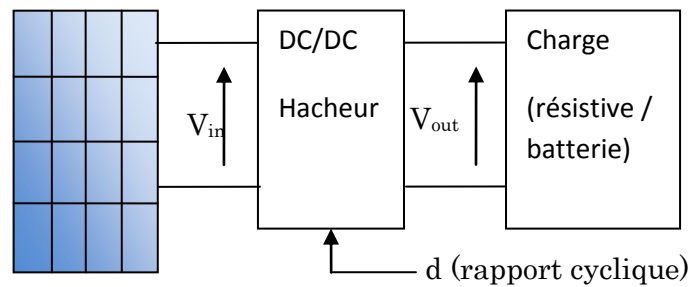 DC/DC
Hacheur
Charge
(résistive /
batterie)
Vin
Vout
d (rapport cyclique)